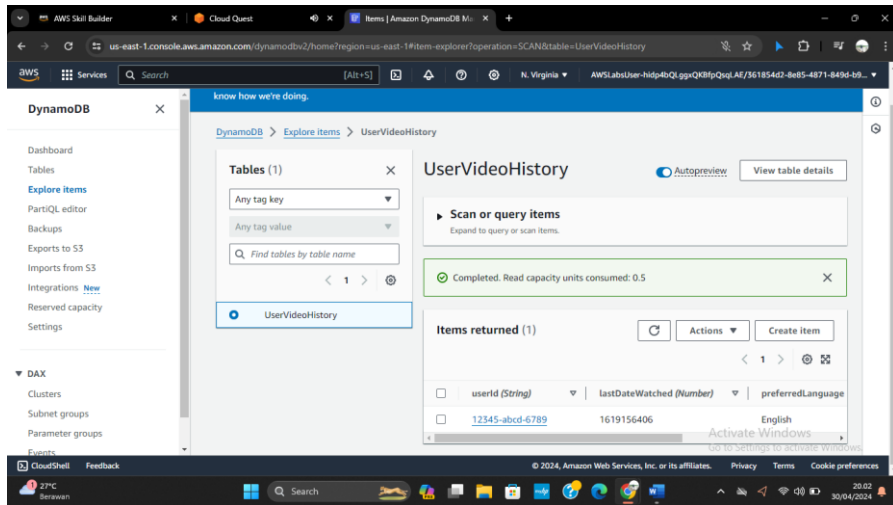 AWS Skill Builder
Cloud Quest
Items | Amazon DynamoDB Ma
us-east-1.console.aws.amazon.com/dynamodbv2/home?region=us-east-1#item-explorer?operation=SCAN&table=UserVideoHistory
aws Services Search [Alt+S] N. Virginia
know how we're doing.
DynamoDB
Dashboard
Tables
Explore items
PartiQL editor
Backups
Exports to S3
Imports from S3
Integrations New
Reserved capacity
Settings
DAX
Clusters
Subnet groups
Parameter groups
Events
DynamoDB > Explore items > UserVideoHistory
Tables (1)
Any tag key
Any tag value
Find tables by table name
1
UserVideoHistory
UserVideoHistory
Autopreview
View table details
Scan or query items
Expand to query or scan items.
Completed. Read capacity units consumed: 0.5
Items returned (1)
Actions
Create item
1
userId (String) lastDateWatched (Number) preferredLanguage
12345-abcd-6789 1619156406 English
Activate Windows
Go to Settings to activate Windows.
CloudShell Feedback © 2024, Amazon Web Services, Inc. or its affiliates. Privacy Terms Cookie preferences
1
27°C
Berawan
Search
20.02
30/04/2024